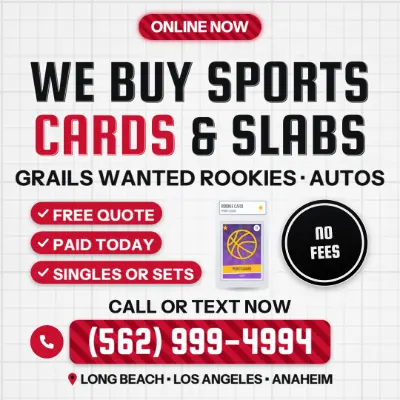 ONLINE NOW
WE BUY SPORTS
CARDS & SLABS
GRAILS WANTED ROOKIES · AUTOS
FREE QUOTE
PAID TODAY
SINGLES OR SETS
NO
FEES
CALL OR TEXT NOW
(562) 999-4994
LONG BEACH • LOS ANGELES • ANAHEIM